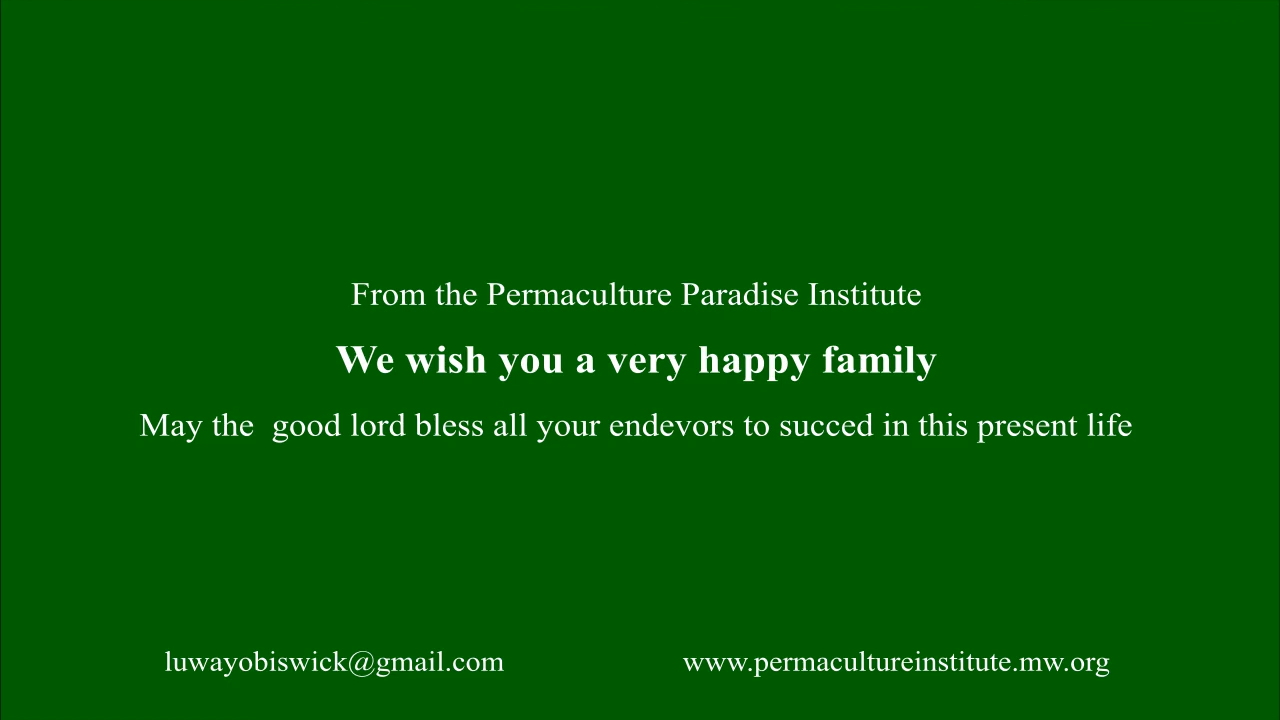 From the Permaculture Paradise Institute
We wish you a very happy family
May the  good lord bless all your endevors to succed in this present life
luwayobiswick@gmail.com
www.permacultureinstitute.mw.org